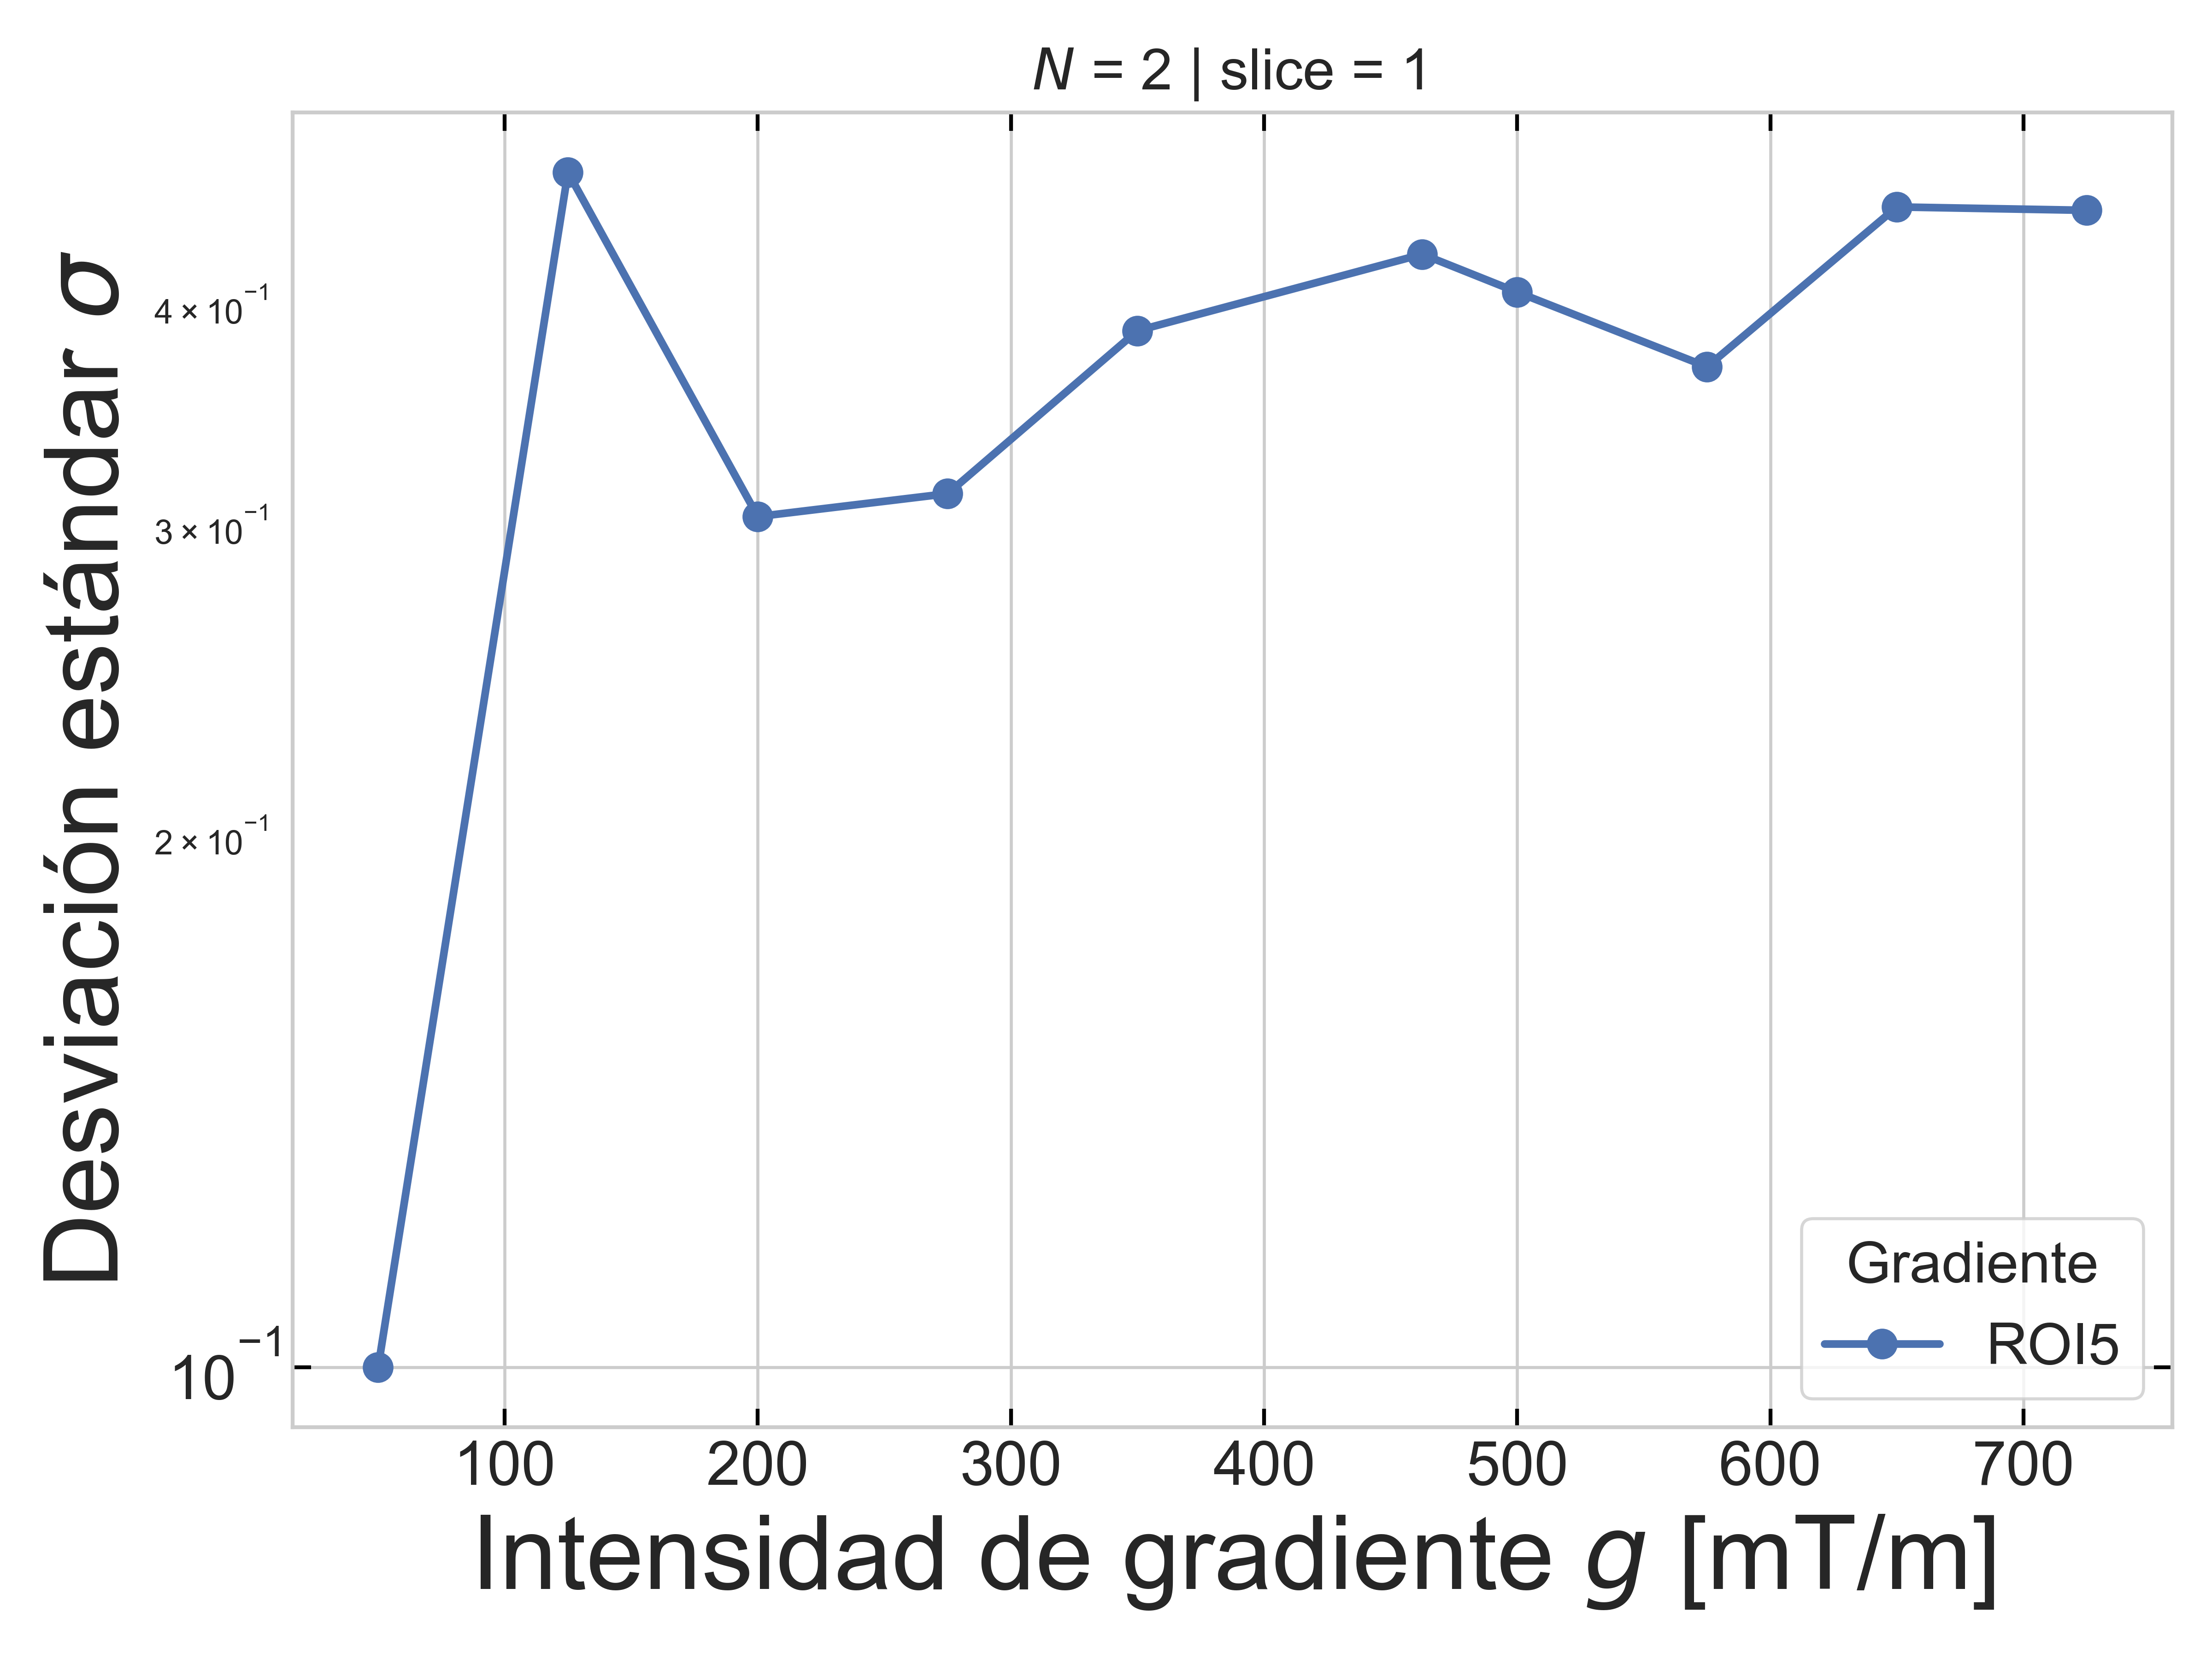 N = 2 | slice = 1
Desviación estándar σ
4 × 10⁻¹
3 × 10⁻¹
2 × 10⁻¹
10⁻¹
Gradiente
ROI5
100 200 300 400 500 600 700
Intensidad de gradiente g [mT/m]